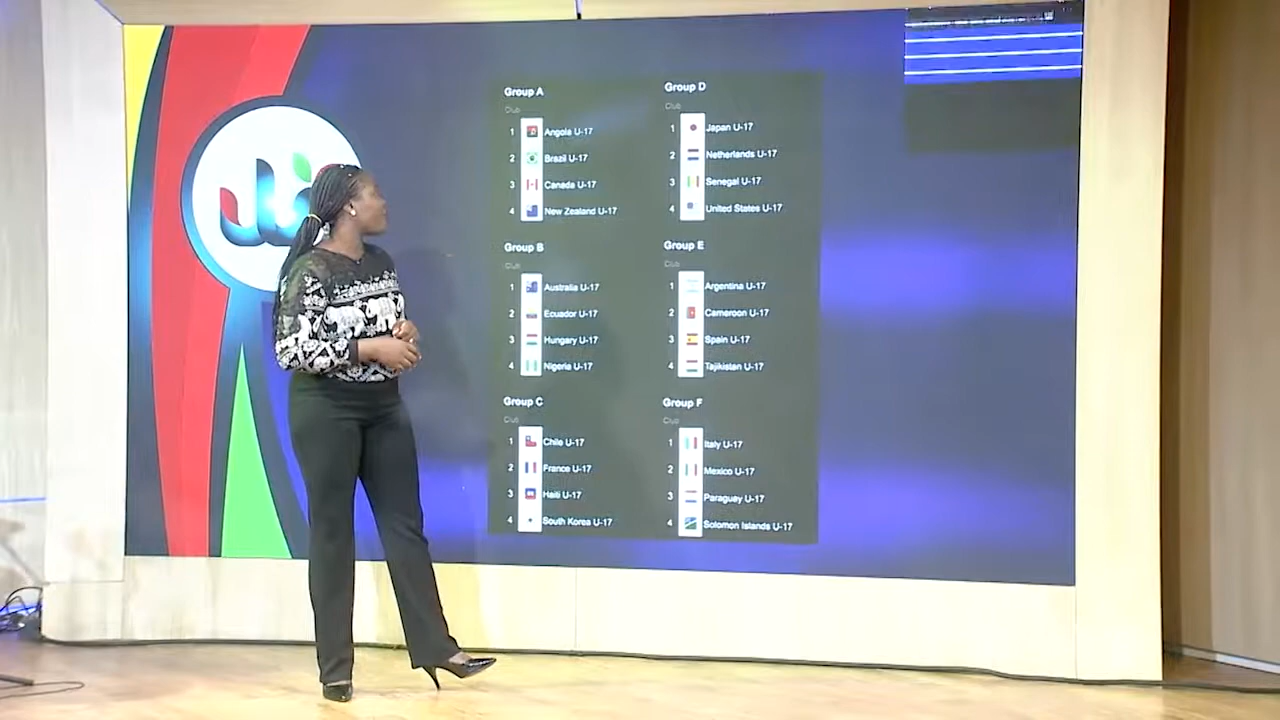 Group A
Club
1 Angola U-17
2 Brazil U-17
3 Canada U-17
4 New Zealand U-17
Group B
Club
1 Australia U-17
2 Ecuador U-17
3 Hungary U-17
4 Nigeria U-17
Group C
Club
1 Chile U-17
2 France U-17
3 Haiti U-17
4 South Korea U-17
Group D
Club
1 Japan U-17
2 Netherlands U-17
3 Senegal U-17
4 United States U-17
Group E
Club
1 Argentina U-17
2 Cameroon U-17
3 Spain U-17
4 Tajikistan U-17
Group F
Club
1 Italy U-17
2 Mexico U-17
3 Paraguay U-17
4 Solomon Islands U-17